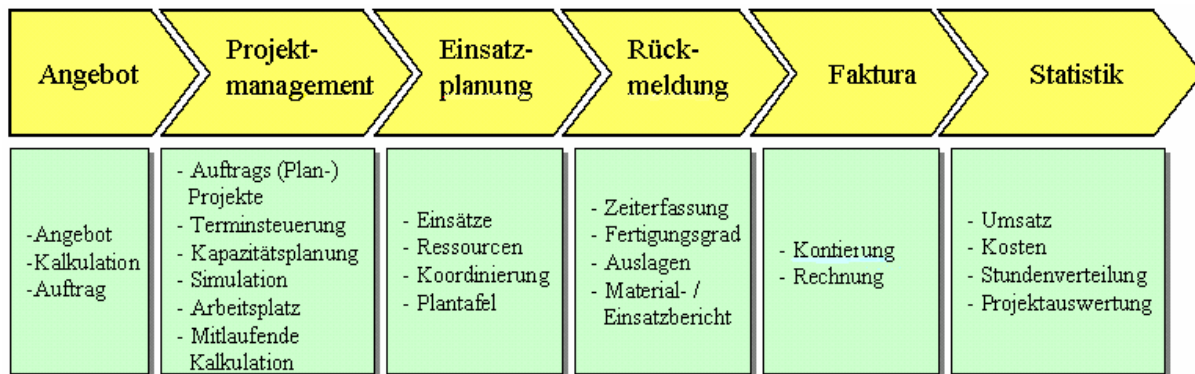 Angebot
Projekt-
management
Einsatz-
planung
Rück-
meldung
Faktura
Statistik
-Angebot
-Kalkulation
-Auftrag
- Auftrags (Plan-)
Projekte
- Terminsteuerung
- Kapazitätsplanung
- Simulation
- Arbeitsplatz
- Mitlaufende
Kalkulation
- Einsätze
- Ressourcen
- Koordinierung
- Plantafel
- Zeiterfassung
- Fertigungsgrad
- Auslagen
- Material- /
Einsatzbericht
- Kontierung
- Rechnung
- Umsatz
- Kosten
- Stundenverteilung
- Projektauswertung